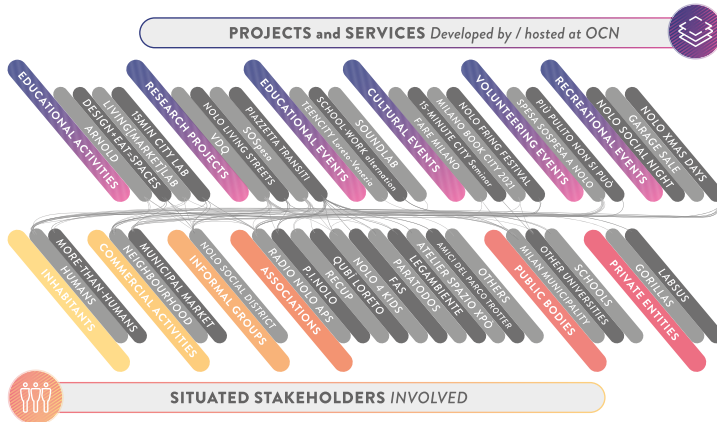 PROJECTS and SERVICES Developed by / hosted at OCN
EDUCATIONAL ACTIVITIES
ARNOLD
DESIGN+EAT=SPACES
LIVING[MARKET]LAB
15MIN CITY LAB
RESEARCH PROJECTS
VDQ
NOLO LIVING STREETS
SOSpesa
PIAZZETTA TRANSITI
EDUCATIONAL EVENTS
TEENCITY Loreto-Venezia
SCHOOL-WORK alternation
SOUNDLAB
CULTURAL EVENTS
FARE MILANO
15-MINUTE CITY Seminar
MILANO BOOK CITY 2021
NOLO FRING FESTIVAL
VOLUNTEERING EVENTS
SPESA SOSPESA A NOLO
PIÙ PULITO NON SI PUÒ
RECREATIONAL EVENTS
NOLO SOCIAL NIGHT
GARAGE SALE
NOLO XMAS DAYS
INHABITANTS
HUMANS
MORE-THAN-HUMANS
COMMERCIAL ACTIVITIES
NEIGHBOURHOOD
MUNICIPAL MARKET
INFORMAL GROUPS
NOLO SOCIAL DISTRICT
ASSOCIATIONS
RADIO NOLO APS
P.I.NOLO
RECUP
QUBÌ LORETO
NOLO 4 KIDS
FAS
PARATODOS
LEGAMBIENTE
ATELIER SPAZIO XPÒ
AMICI DEL PARCO TROTTER
OTHERS
PUBLIC BODIES
MILAN MUNICIPALITY
OTHER UNIVERSITIES
SCHOOLS
PRIVATE ENTITIES
GORILLAS
LABSUS
SITUATED STAKEHOLDERS INVOLVED